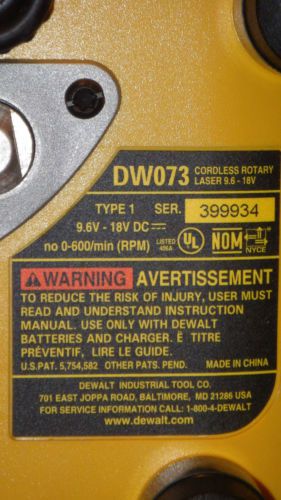 DW073 CORDLESS ROTARY
LASER 9.6 - 18V
TYPE 1 SER. 399934
9.6V - 18V DC
no 0-600/min (RPM) LISTED UL NOM
NYCE
WARNING AVERTISSEMENT
TO REDUCE THE RISK OF INJURY, USER MUST
READ AND UNDERSTAND INSTRUCTION
MANUAL. USE ONLY WITH DEWALT
BATTERIES AND CHARGER. Ë TITRE
PRÉVENTIF, LIRE LE GUIDE.
U.S.PAT. 5,754,582 OTHER PATS. PEND. MADE IN CHINA
DEWALT INDUSTRIAL TOOL CO.
701 EAST JOPPA ROAD, BALTIMORE, MD 21286 USA
FOR SERVICE INFORMATION CALL: 1-800-4-DEWALT
www.dewalt.com